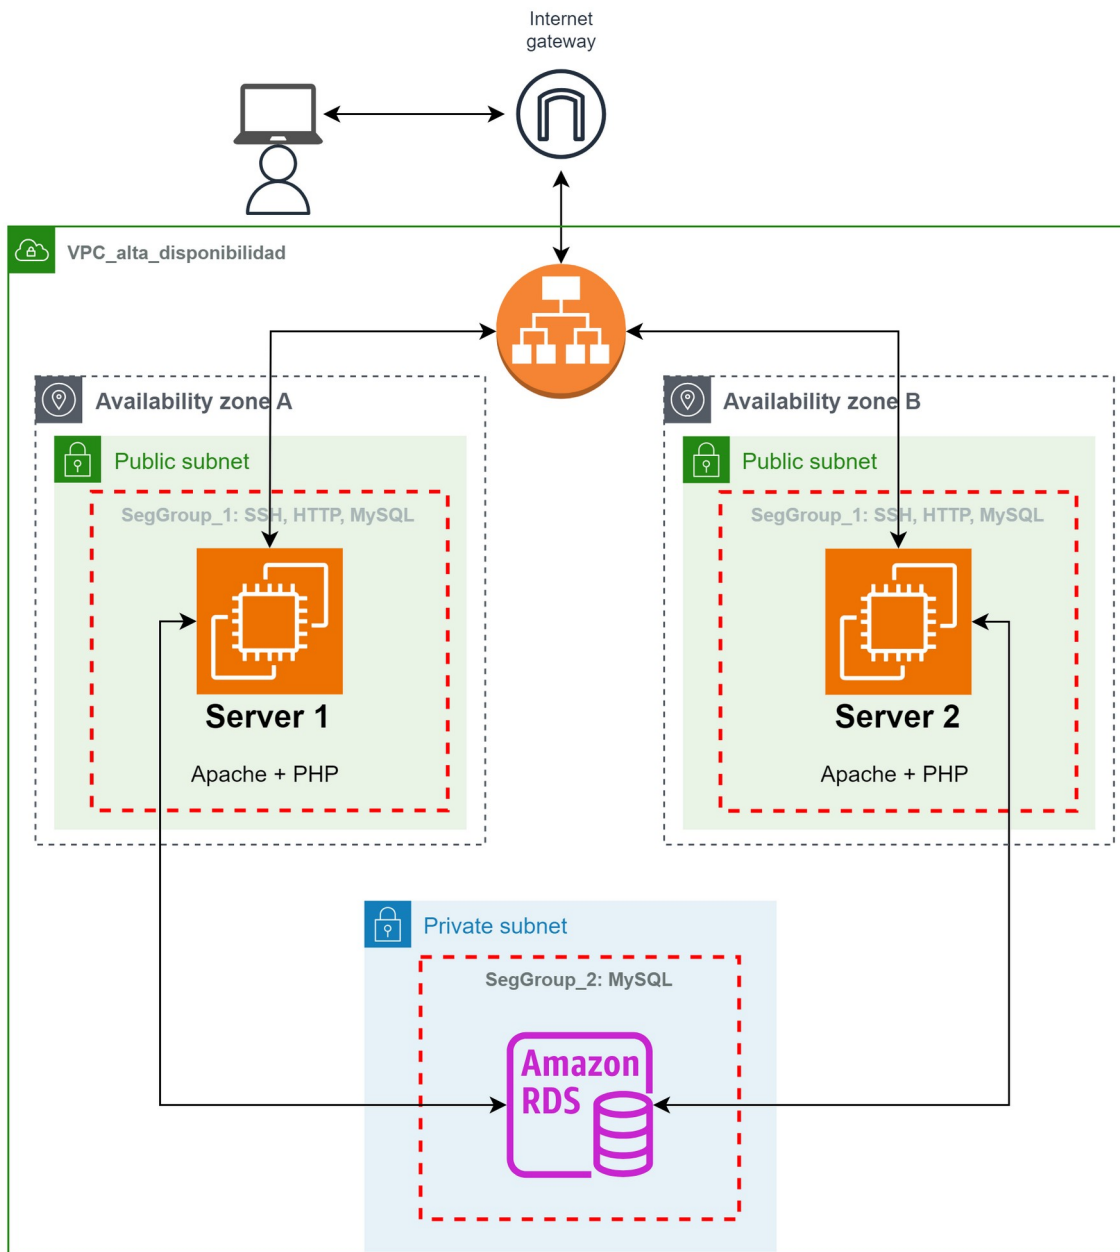 Internet
gateway
VPC_alta_disponibilidad
Availability zone A
Availability zone B
Public subnet
Public subnet
SegGroup_1: SSH, HTTP, MySQL
SegGroup_1: SSH, HTTP, MySQL
Server 1
Server 2
Apache + PHP
Apache + PHP
Private subnet
SegGroup_2: MySQL
Amazon
RDS